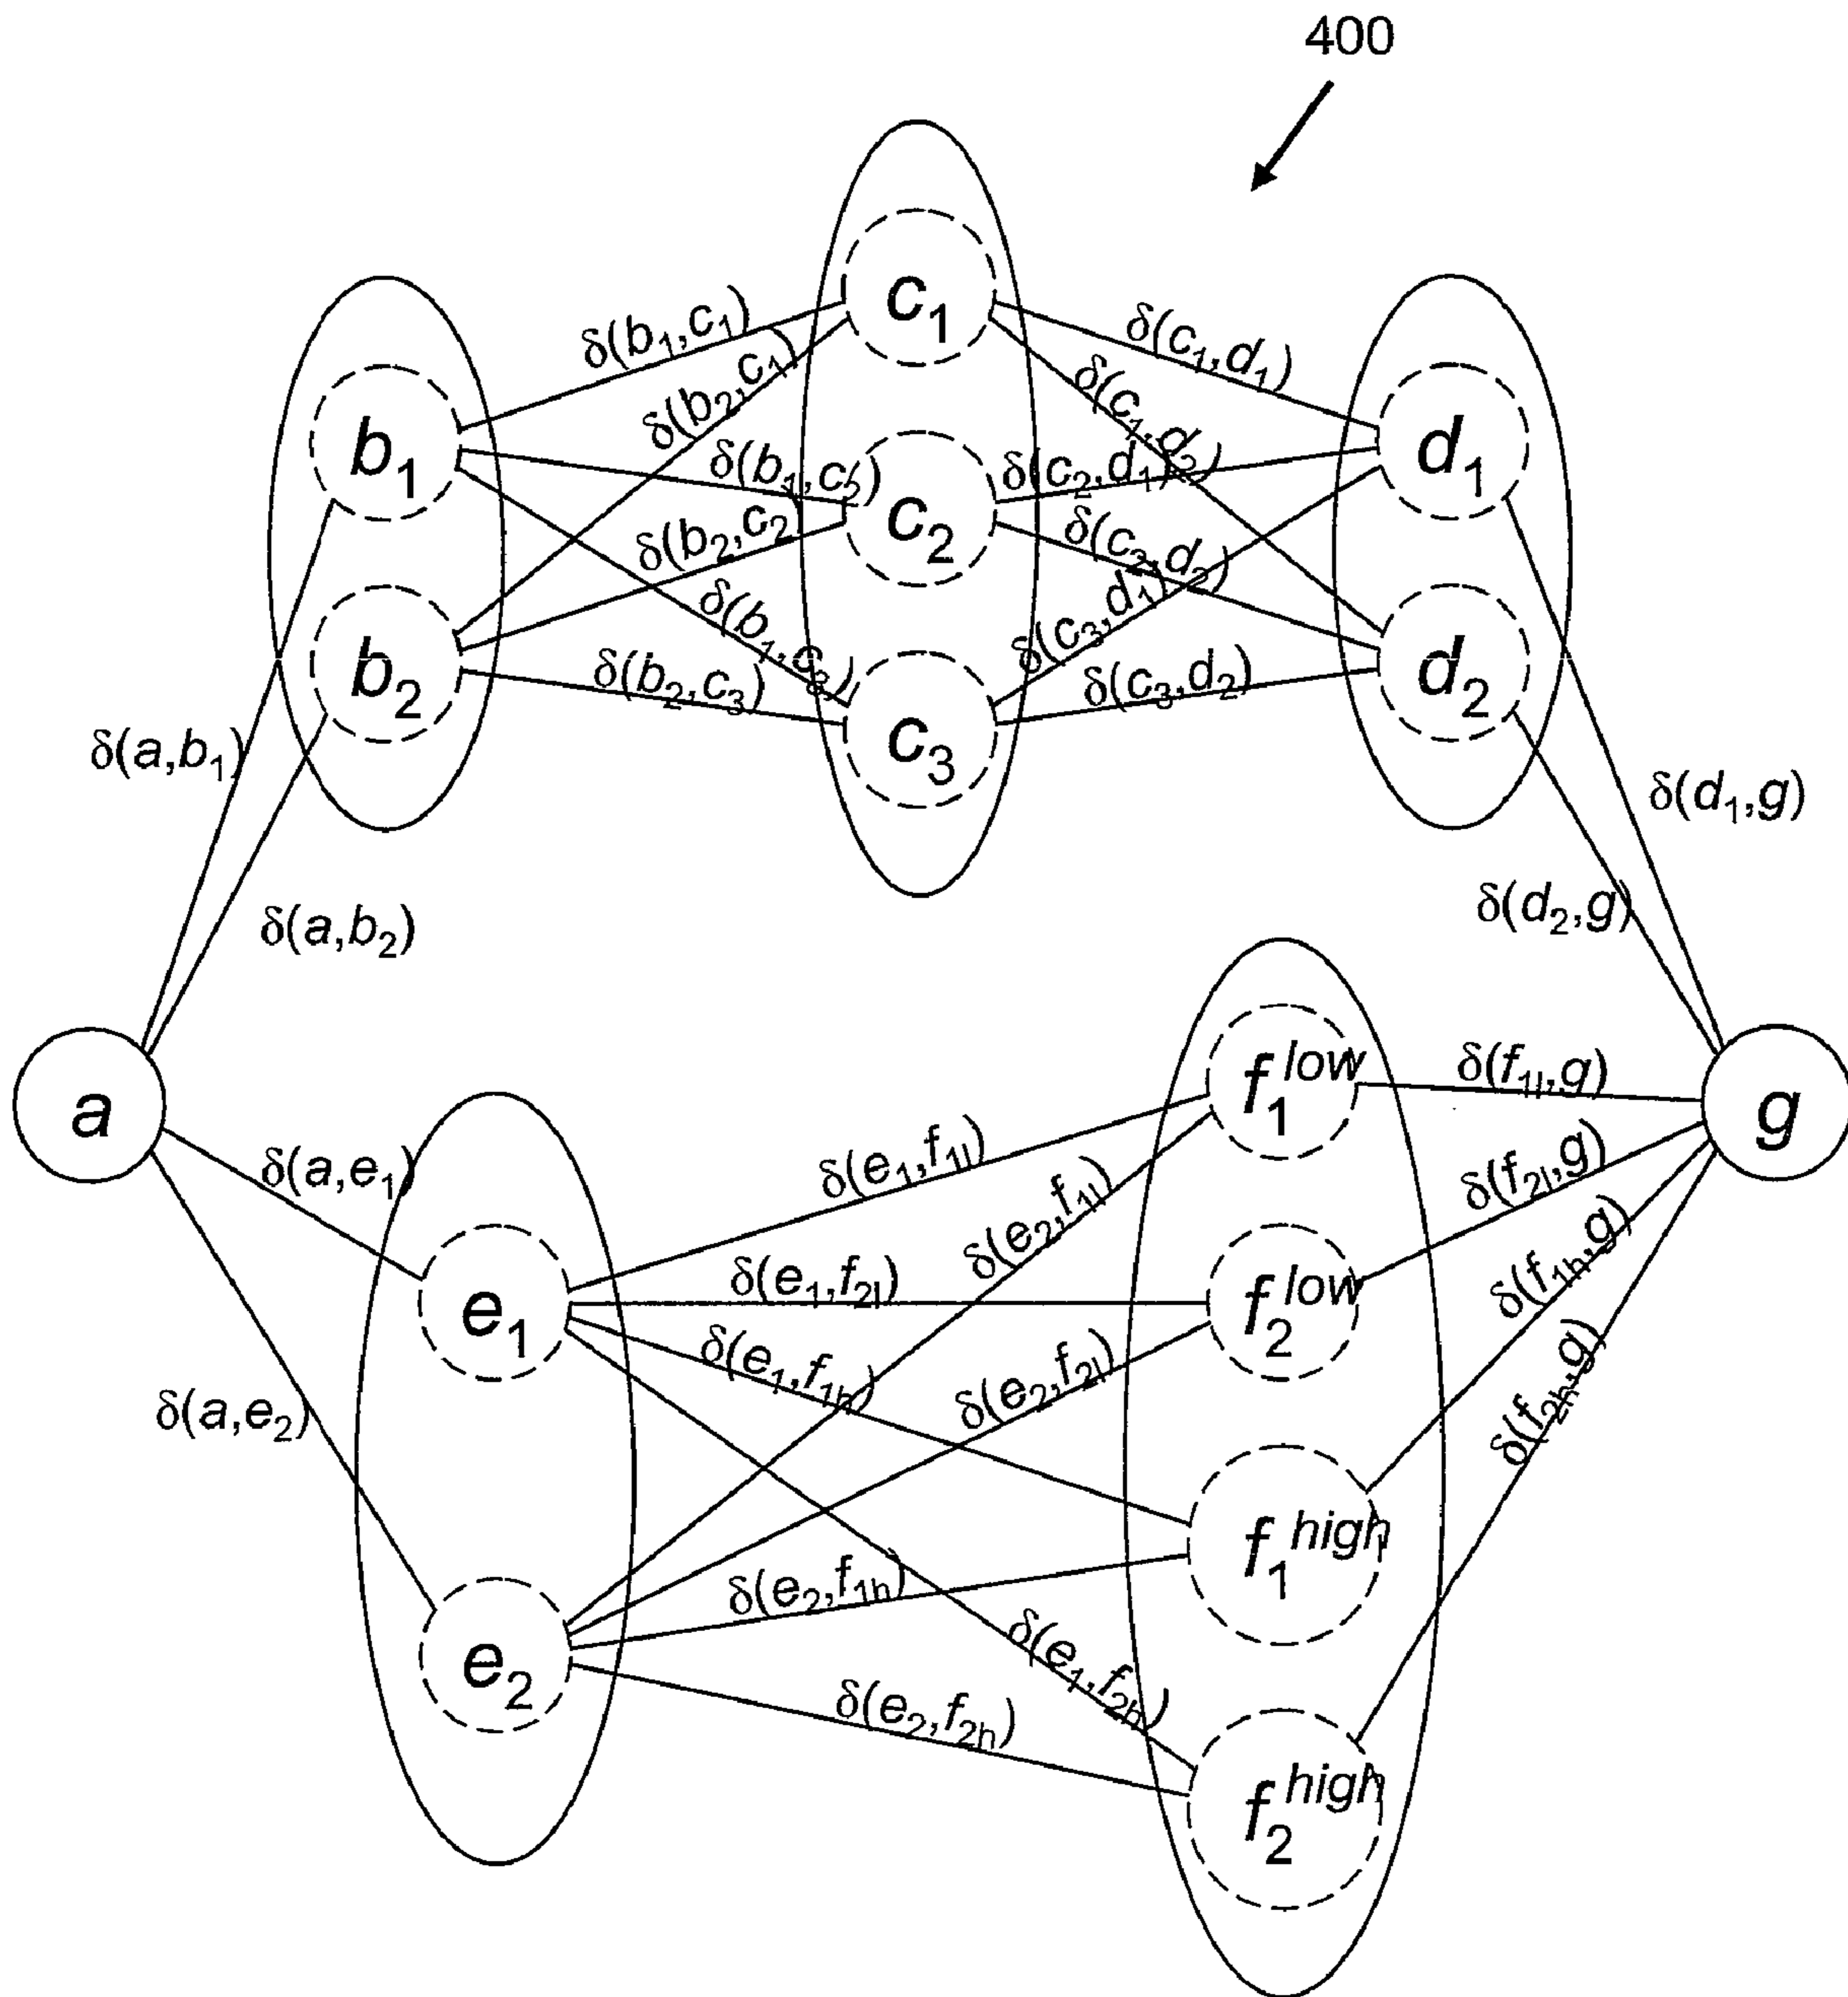 400
c₁
δ(b₁,c₁)
δ(c₁,d₁)
δ(b₂,c₁)
δ(c₁,d₂)
b₁
d₁
δ(b₁,c₂)
δ(c₂,d₁)
c₂
δ(b₂,c₂)
δ(c₃,d₂)
δ(b₁,c₃)
δ(c₃,d₁)
b₂
d₂
δ(b₂,c₃)
δ(c₃,d₂)
c₃
δ(a,b₁)
δ(d₁,g)
δ(a,b₂)
δ(d₂,g)
f₁ˡᵒʷ
δ(f₁ₗ,g)
a
g
δ(a,e₁)
δ(e₁,f₁ₗ)
δ(f₂ₗ,g)
δ(e₂,f₁ₗ)
e₁
δ(e₁,f₂ₗ)
f₂ˡᵒʷ
δ(f₁ₕ,g)
δ(e₁,f₁ₕ)
δ(e₂,f₂ₗ)
δ(f₂ₕ,g)
δ(a,e₂)
f₁ʰⁱᵍʰ
δ(e₂,f₁ₕ)
e₂
δ(e₁,f₂ₕ)
δ(e₂,f₂ₕ)
f₂ʰⁱᵍʰ